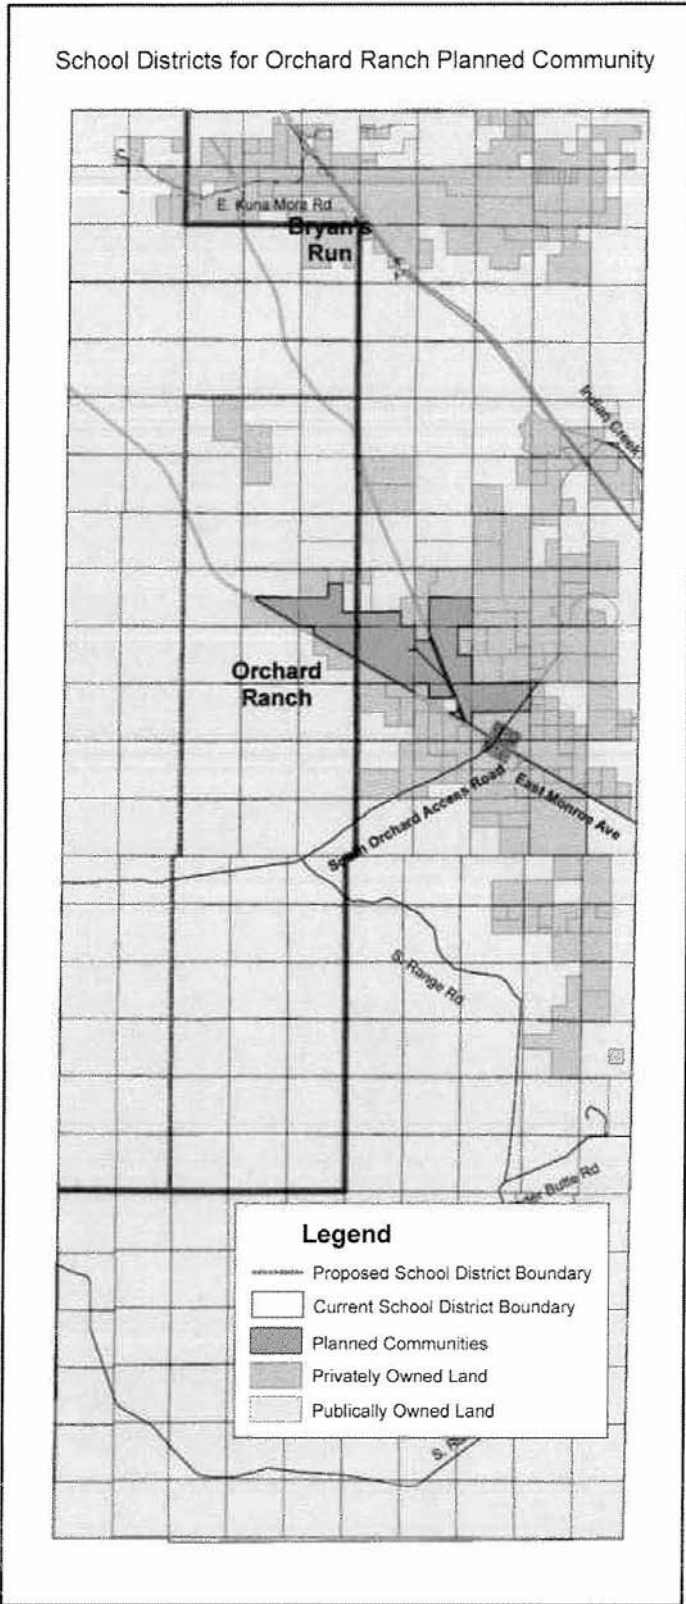 School Districts for Orchard Ranch Planned Community
E. Kuna Mora Rd
Bryan's
Run
Indian Creek
Orchard
Ranch
South Orchard Access Road
East Monroe Ave
S. Range Rd
Butte Rd
Legend
Proposed School District Boundary
Current School District Boundary
Planned Communities
Privately Owned Land
Publically Owned Land
S.